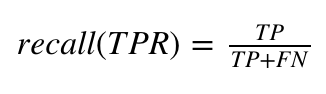 recall(TPR) = TP / TP+FN